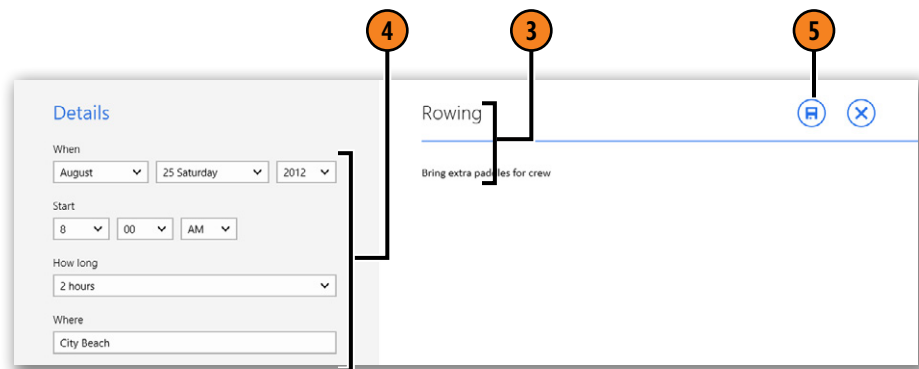 4 3 5
Details
Rowing
When
August 25 Saturday 2012
Bring extra paddles for crew
Start
8 00 AM
How long
2 hours
Where
City Beach